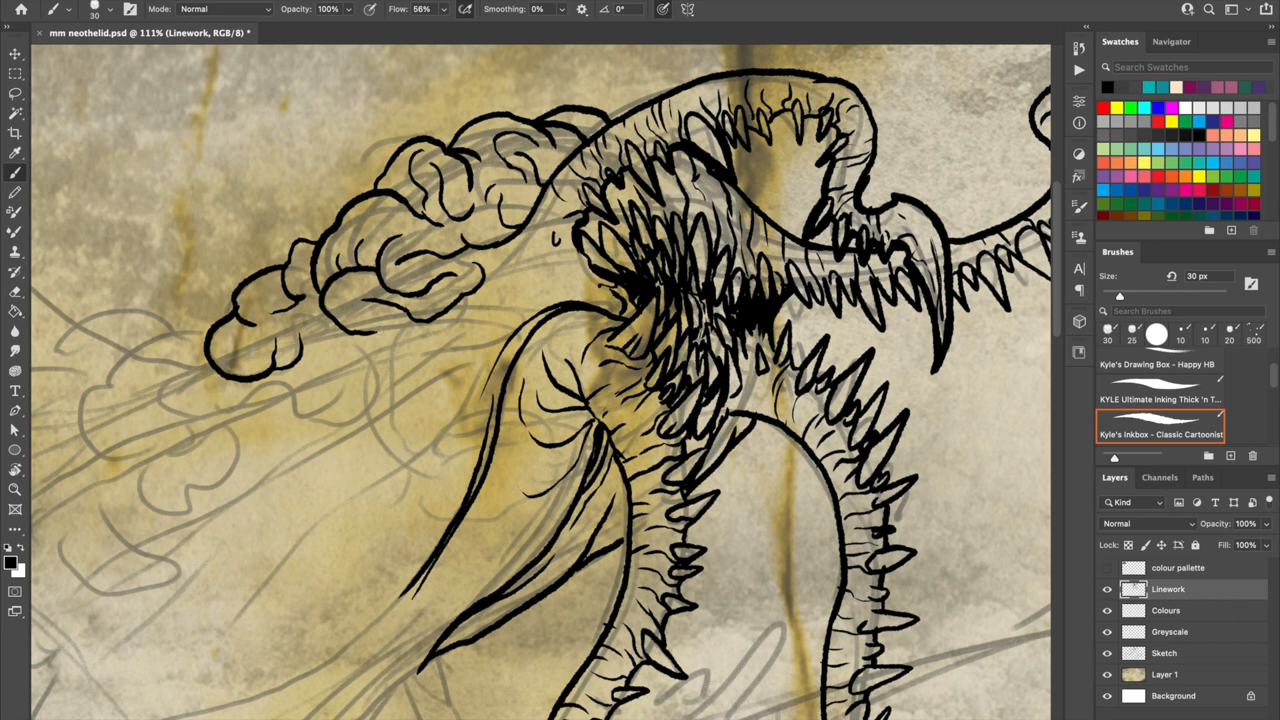 30 Mode: Normal Opacity: 100% Flow: 56% Smoothing: 0% 0°
mm neothelid.psd @ 111% (Linework, RGB/8) *
Swatches Navigator
Search Swatches
Brushes
Size: 30 px
Search Brushes
30 25 10 10 20 500
Kyle's Drawing Box - Happy HB
KYLE Ultimate Inking Thick 'n T...
Kyle's Inkbox - Classic Cartoonist
Layers Channels Paths
Kind
Normal Opacity: 100%
Lock: Fill: 100%
colour pallette
Linework
Colours
Greyscale
Sketch
Layer 1
Background